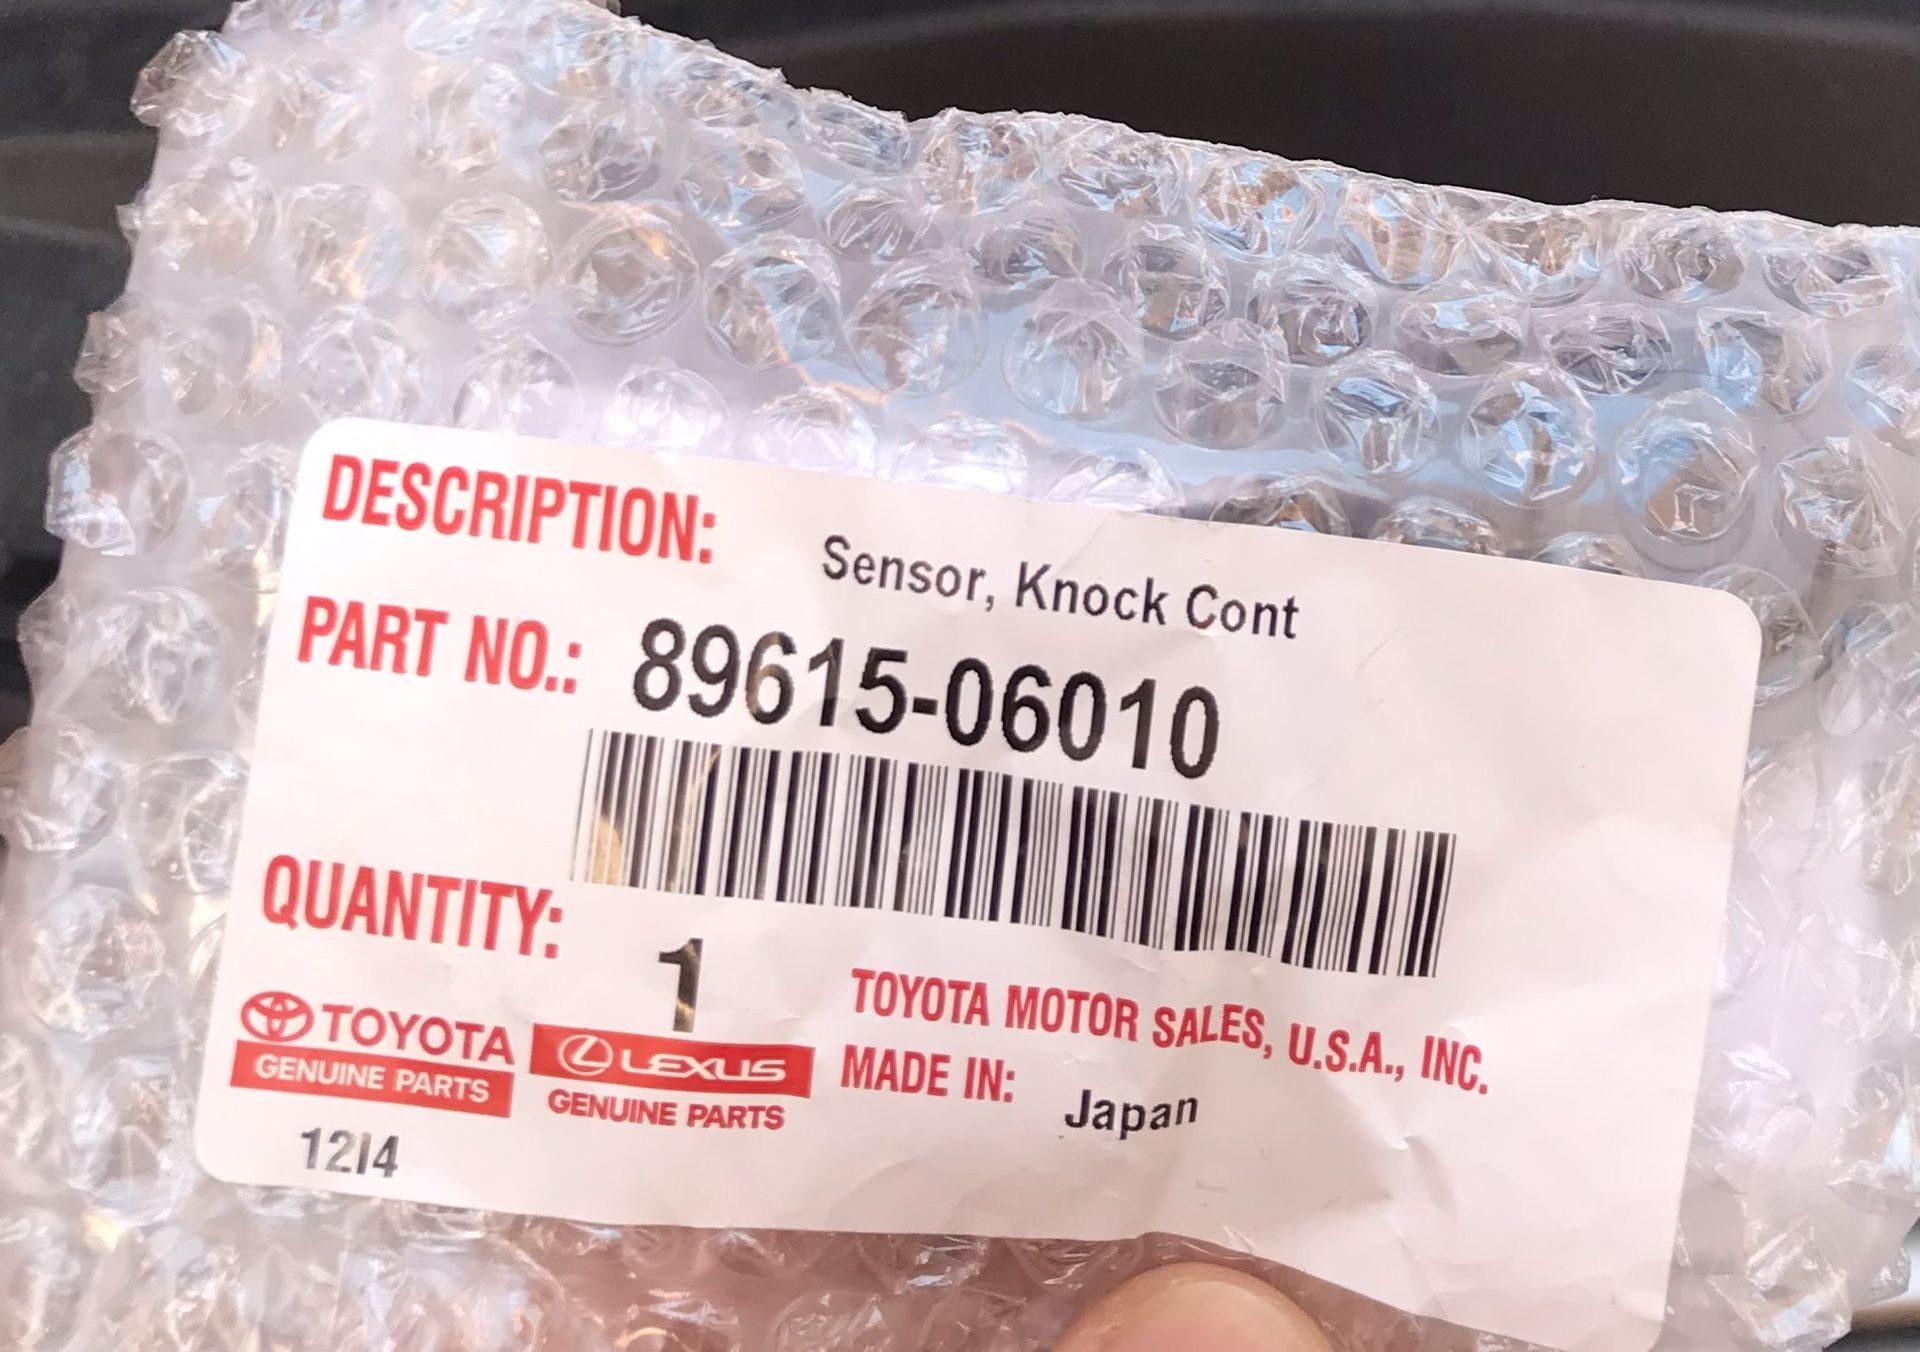 DESCRIPTION: Sensor, Knock Cont
PART NO.: 89615-06010
QUANTITY: 1
TOYOTA
GENUINE PARTS
LEXUS
GENUINE PARTS
TOYOTA MOTOR SALES, U.S.A., INC.
MADE IN: Japan
12I4